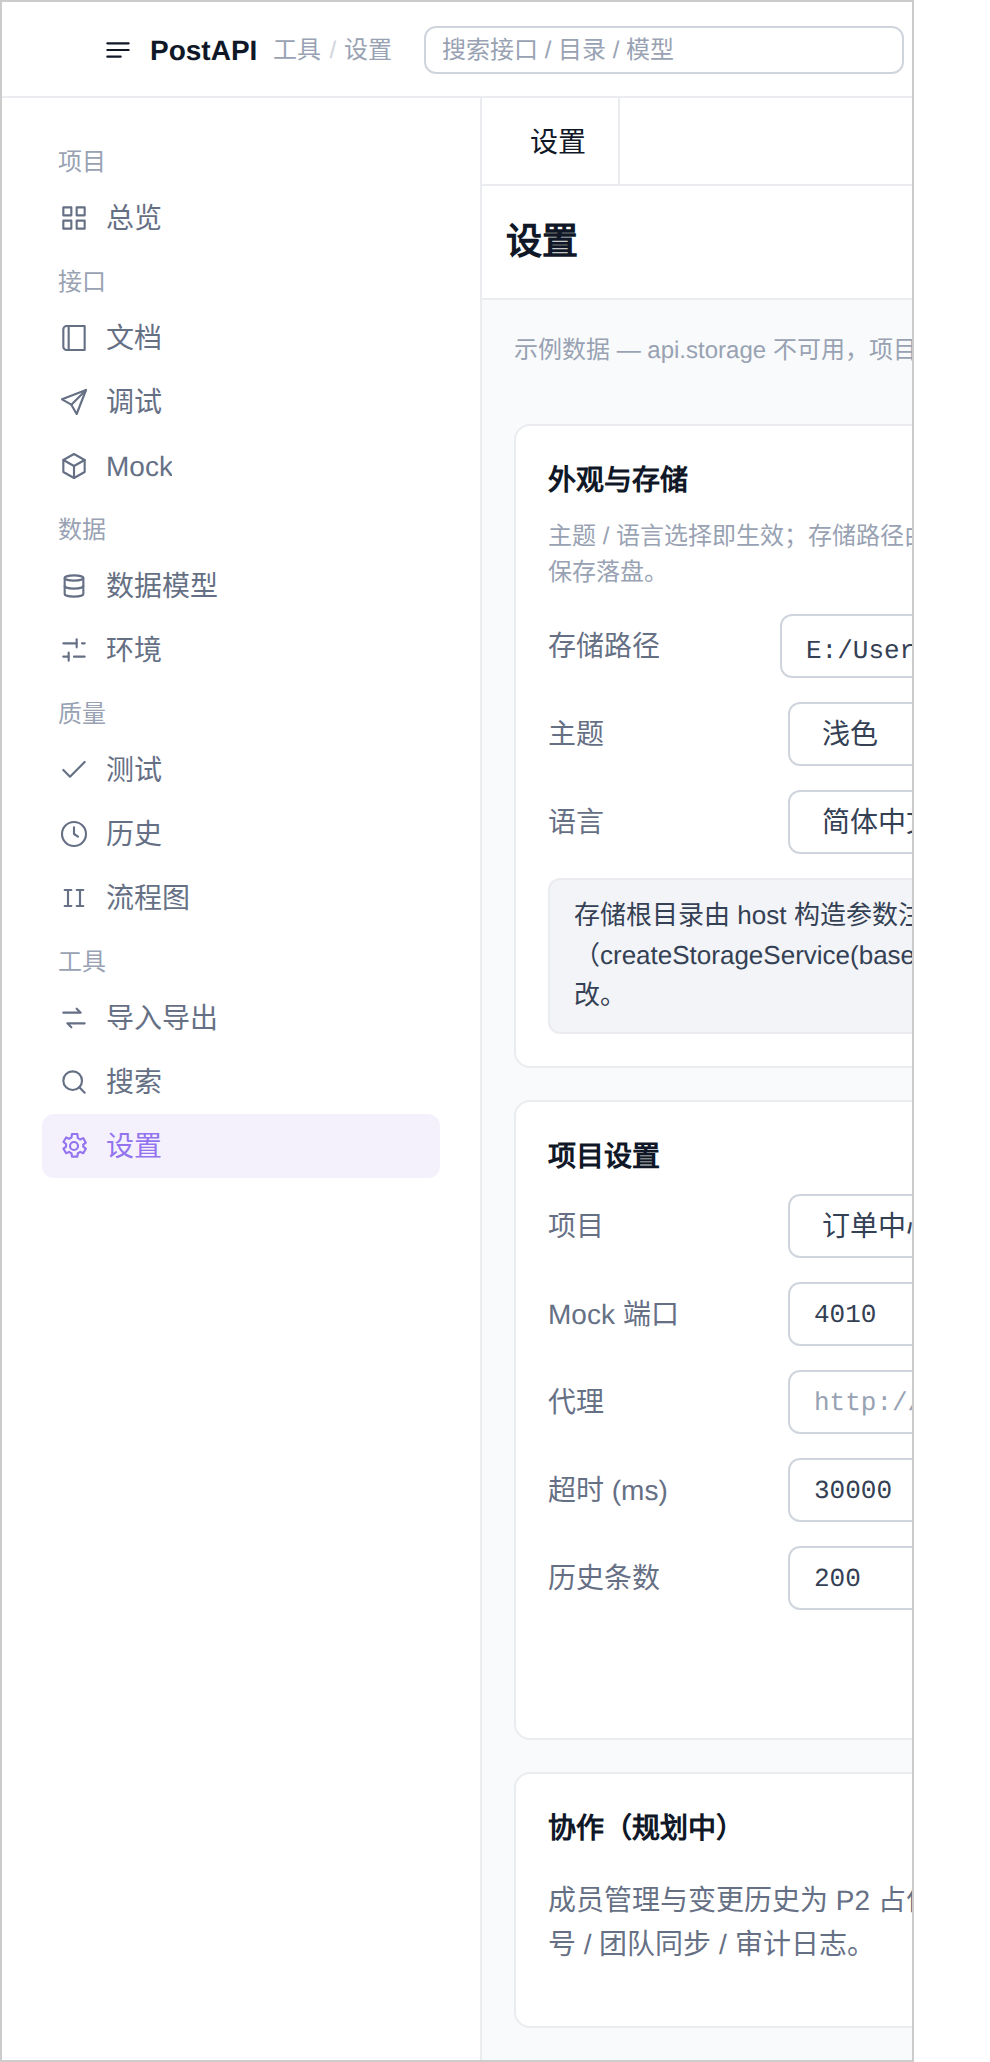 PostAPI 工具 / 设置 搜索接口 / 目录 / 模型
项目
总览
接口
文档
调试
Mock
数据
数据模型
环境
质量
测试
历史
流程图
工具
导入导出
搜索
设置
设置
设置
示例数据 — api.storage 不可用，项目
外观与存储
主题 / 语言选择即生效；存储路径由
保存落盘。
存储路径 E:/User
主题 浅色
语言 简体中文
存储根目录由 host 构造参数注
（createStorageService(base
改。
项目设置
项目 订单中心
Mock 端口 4010
代理 http://
超时 (ms) 30000
历史条数 200
协作（规划中）
成员管理与变更历史为 P2 占位
号 / 团队同步 / 审计日志。